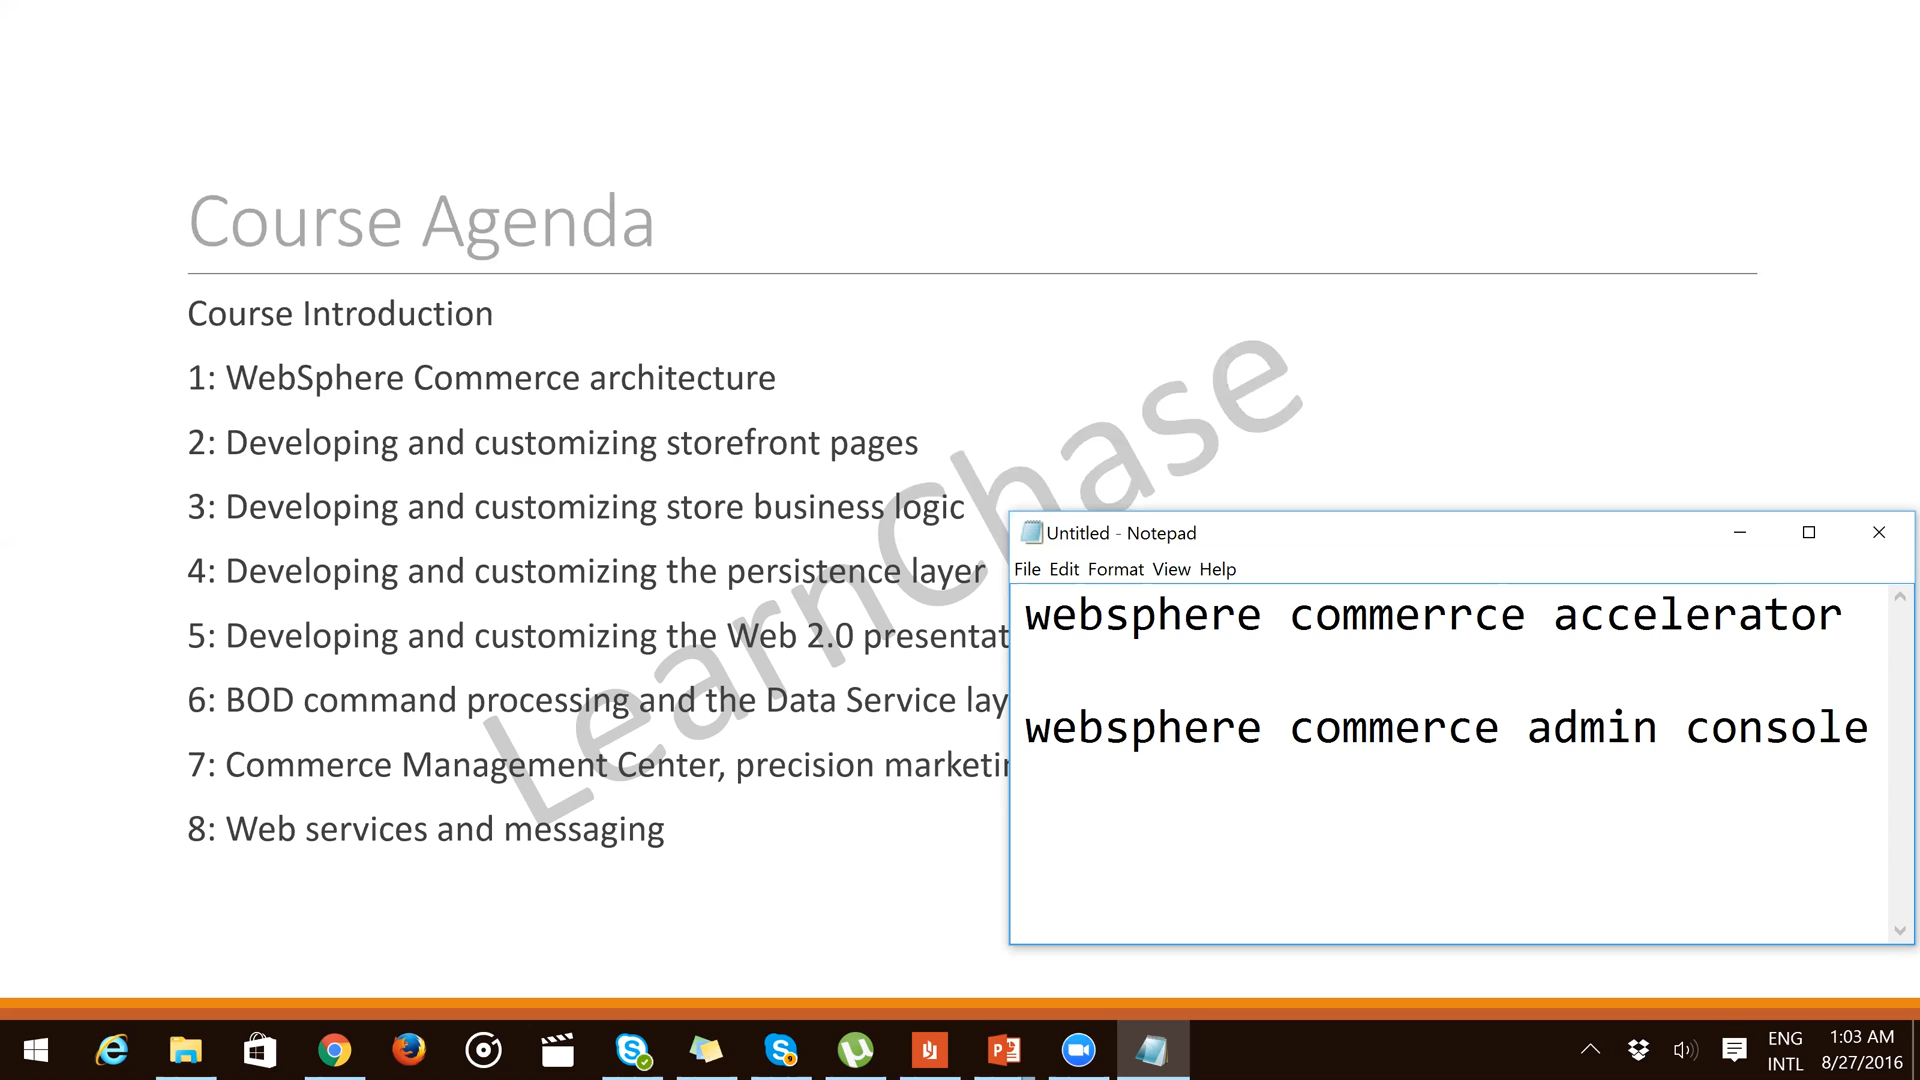 Course Agenda
Course Introduction
1: WebSphere Commerce architecture
2: Developing and customizing storefront pages
3: Developing and customizing store business logic
4: Developing and customizing the persistence layer
5: Developing and customizing the Web 2.0 presentat
6: BOD command processing and the Data Service lay
7: Commerce Management Center, precision marketin
8: Web services and messaging
LearnChase
Untitled - Notepad
File Edit Format View Help
websphere commerrce accelerator
websphere commerce admin console
ENG
INTL
1:03 AM
8/27/2016